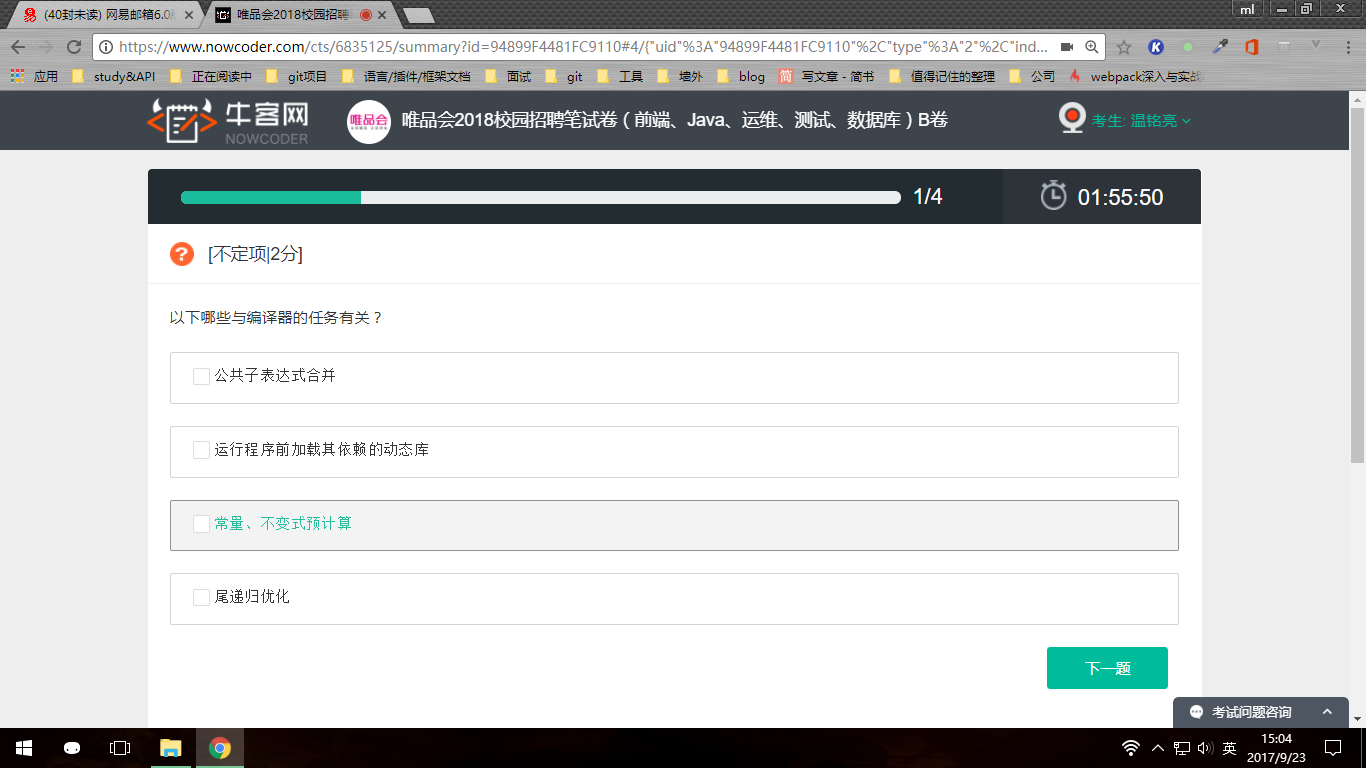 (40封未读) 网易邮箱6.0版
唯品会2018校园招聘
ml
https://www.nowcoder.com/cts/6835125/summary?id=94899F4481FC9110#4/{"uid"%3A"94899F4481FC9110"%2C"type"%3A"2"%2C"ind...
应用 study&API 正在阅读中 git项目 语言/插件/框架文档 面试 git 工具 墙外 blog 简 写文章 - 简书 值得记住的整理 公司 webpack深入与实战
牛客网
NOWCODER
唯品会
唯品会2018校园招聘笔试卷（前端、Java、运维、测试、数据库）B卷
考生: 温铭亮
1/4
01:55:50
[不定项|2分]
以下哪些与编译器的任务有关？
公共子表达式合并
运行程序前加载其依赖的动态库
常量、不变式预计算
尾递归优化
下一题
考试问题咨询
英
15:04
2017/9/23